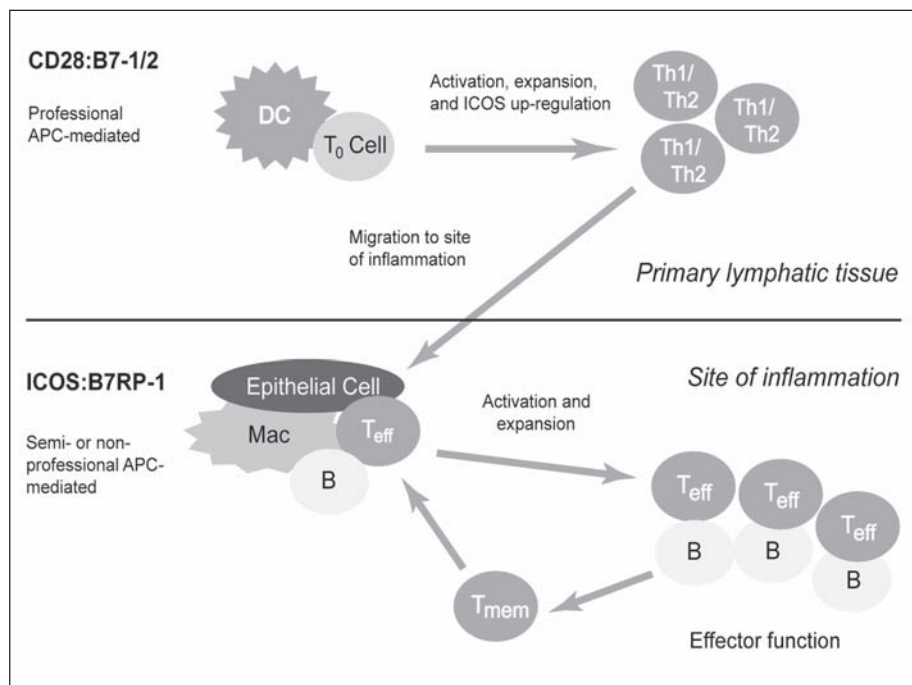 CD28:B7-1/2
Professional
APC-mediated
DC
T0 Cell
Activation, expansion,
and ICOS up-regulation
Th1/
Th2
Th1/
Th2
Th1/
Th2
Migration to site
of inflammation
Primary lymphatic tissue
ICOS:B7RP-1
Semi- or non-
professional APC-
mediated
Epithelial Cell
Mac
Teff
B
Activation and
expansion
Site of inflammation
Teff
Teff
Teff
B
B
B
Tmem
Effector function